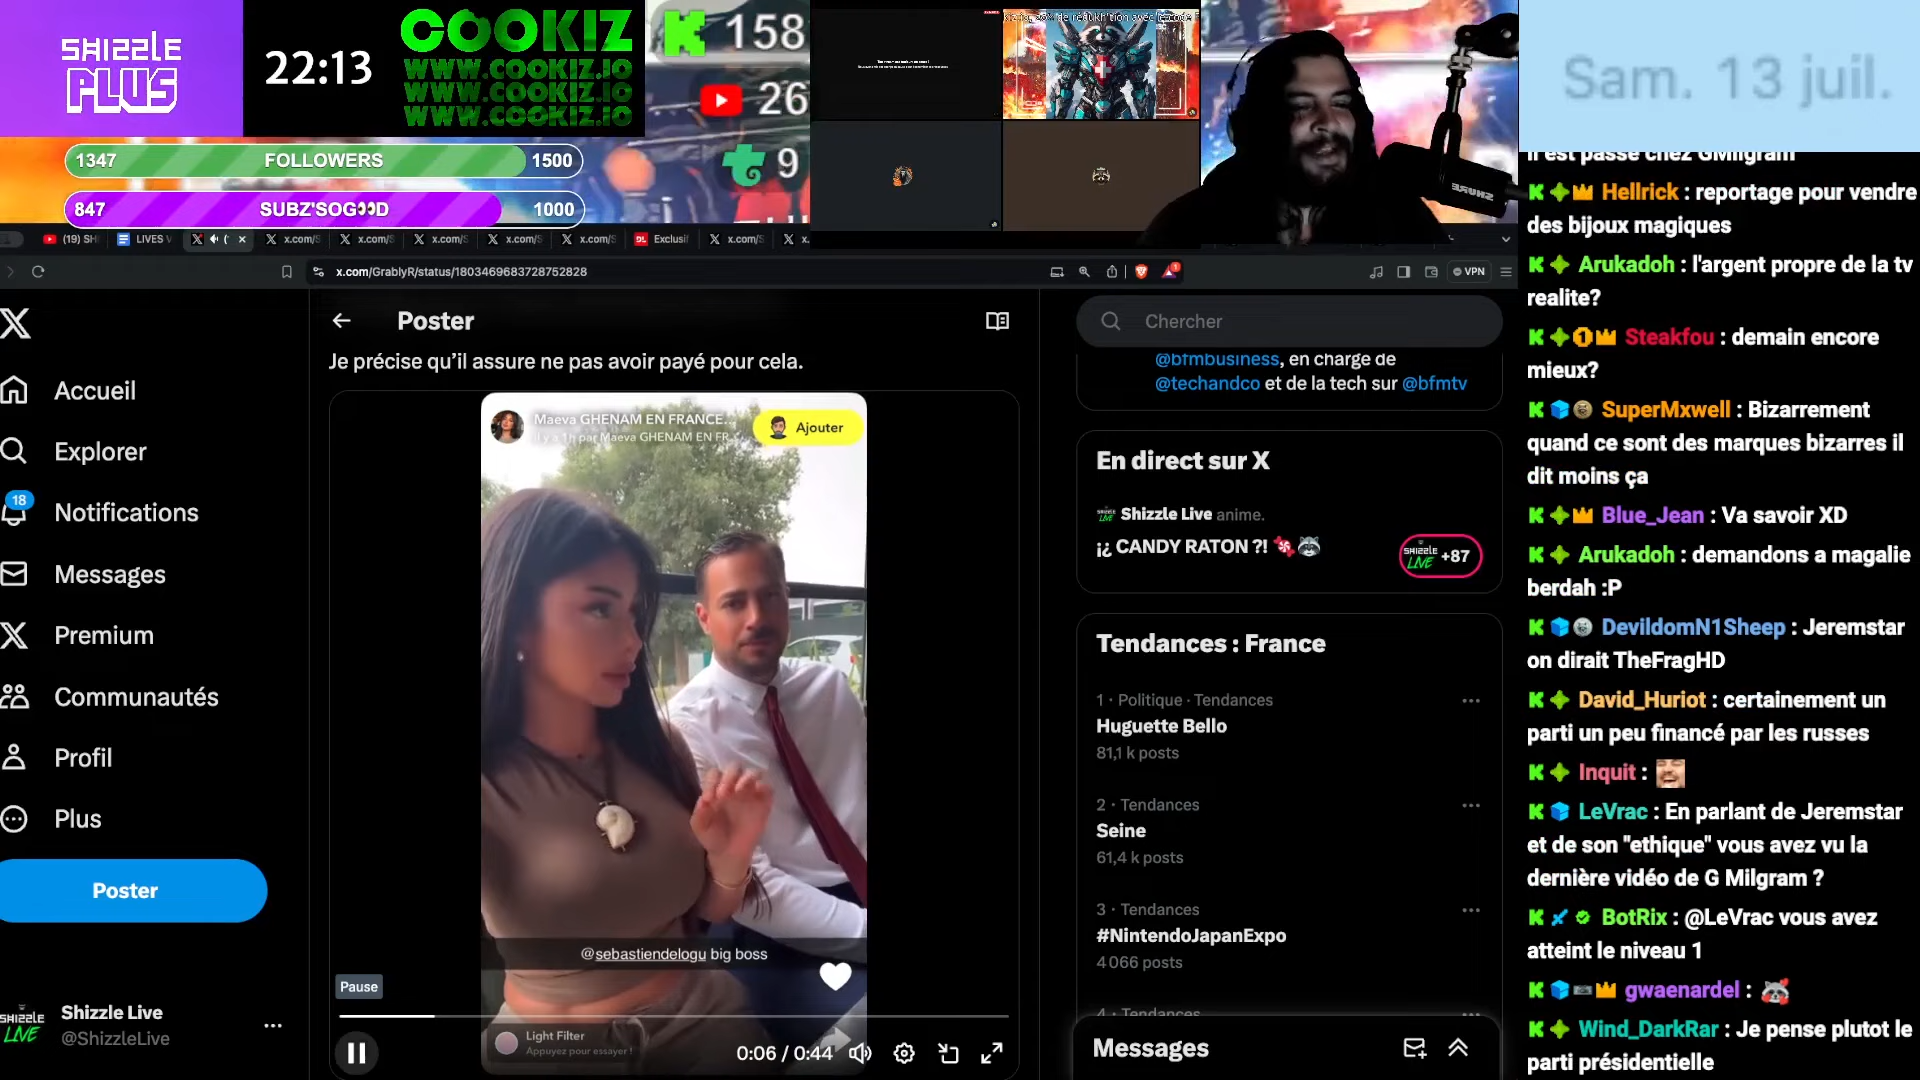 SHIZZLE
PLUS
22:13
COOKIZ
WWW.COOKIZ.IO
WWW.COOKIZ.IO
WWW.COOKIZ.IO
158
26
9
1347 FOLLOWERS 1500
847 SUBZ'SOG👀D 1000
Sam. 13 juil.
(19) SH
LIVES V
x.com/S
x.com/S
x.com/S
x.com/S
x.com/S
Exclusif
x.com/S
x.
x.com/GrablyR/status/1803469683728752828
VPN
Accueil
Explorer
18
Notifications
Messages
Premium
Communautés
Profil
Plus
Poster
Shizzle Live
@ShizzleLive
Poster
Je précise qu'il assure ne pas avoir payé pour cela.
Maeva GHENAM EN FRANCE...
il y a 1h par Maeva GHENAM EN FR...
Ajouter
@sebastiendelogu big boss
Pause
Light Filter
Appuyez pour essayer !
0:06 / 0:44
Chercher
@bfmbusiness, en charge de
@techandco et de la tech sur @bfmtv
En direct sur X
Shizzle Live anime.
¡¿ CANDY RATON ?! 🍬🦝
SHIZZLE LIVE +87
Tendances : France
1 · Politique · Tendances
Huguette Bello
81,1 k posts
2 · Tendances
Seine
61,4 k posts
3 · Tendances
#NintendoJapanExpo
4 066 posts
4 · Tendances
Messages
il est passé chez GMilgram
Hellrick : reportage pour vendre
des bijoux magiques
Arukadoh : l'argent propre de la tv
realite?
Steakfou : demain encore
mieux?
SuperMxwell : Bizarrement
quand ce sont des marques bizarres il
dit moins ça
Blue_Jean : Va savoir XD
Arukadoh : demandons a magalie
berdah :P
DevildomN1Sheep : Jeremstar
on dirait TheFragHD
David_Huriot : certainement un
parti un peu financé par les russes
Inquit :
LeVrac : En parlant de Jeremstar
et de son "ethique" vous avez vu la
dernière vidéo de G Milgram ?
BotRix : @LeVrac vous avez
atteint le niveau 1
gwaenardel :
Wind_DarkRar : Je pense plutot le
parti présidentielle